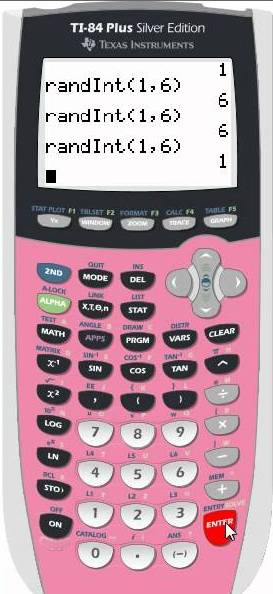 TI-84 Plus Silver Edition
TEXAS INSTRUMENTS
1
randInt(1,6)
6
randInt(1,6)
6
randInt(1,6)
1
STAT PLOT F1 TBLSET F2 FORMAT F3 CALC F4 TABLE F5
Y= WINDOW ZOOM TRACE GRAPH
QUIT INS
2ND MODE DEL
A-LOCK LINK LIST
ALPHA X,T,Θ,n STAT
TEST A ANGLE B DRAW C DISTR
MATH APPS PRGM VARS CLEAR
MATRIX D SIN⁻¹ E COS⁻¹ F TAN⁻¹ G π H
X⁻¹ SIN COS TAN ^
√ I EE J { K } L e M
X² , ( ) ÷
10ˣ N u O v P w Q [ R
LOG 7 8 9 ×
eˣ S L4 T L5 U L6 V ] W
LN 4 5 6 −
RCL X L1 Y L2 Z L3 θ MEM "
STO› 1 2 3 +
OFF CATALOG i : ANS ? ENTRY SOLVE
ON 0 . (−) ENTER